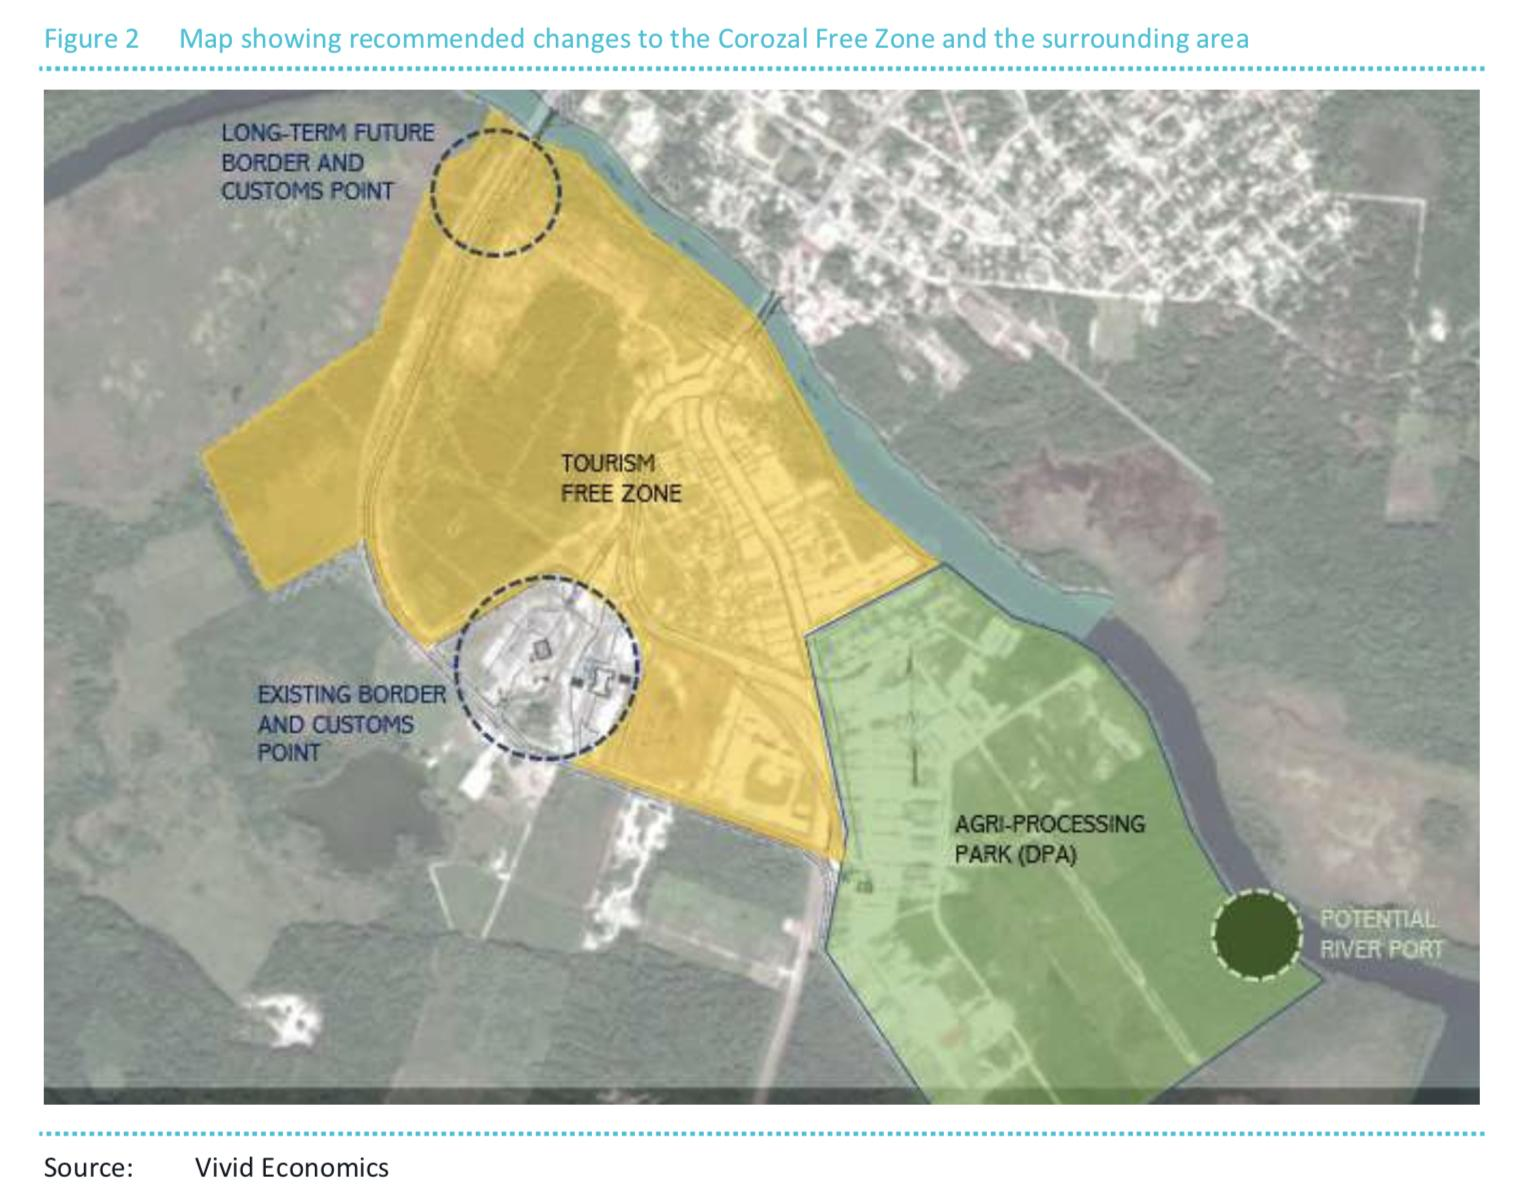 Figure 2 Map showing recommended changes to the Corozal Free Zone and the surrounding area
LONG-TERM FUTURE
BORDER AND
CUSTOMS POINT
TOURISM
FREE ZONE
EXISTING BORDER
AND CUSTOMS
POINT
AGRI-PROCESSING
PARK (DPA)
POTENTIAL
RIVER PORT
Source: Vivid Economics